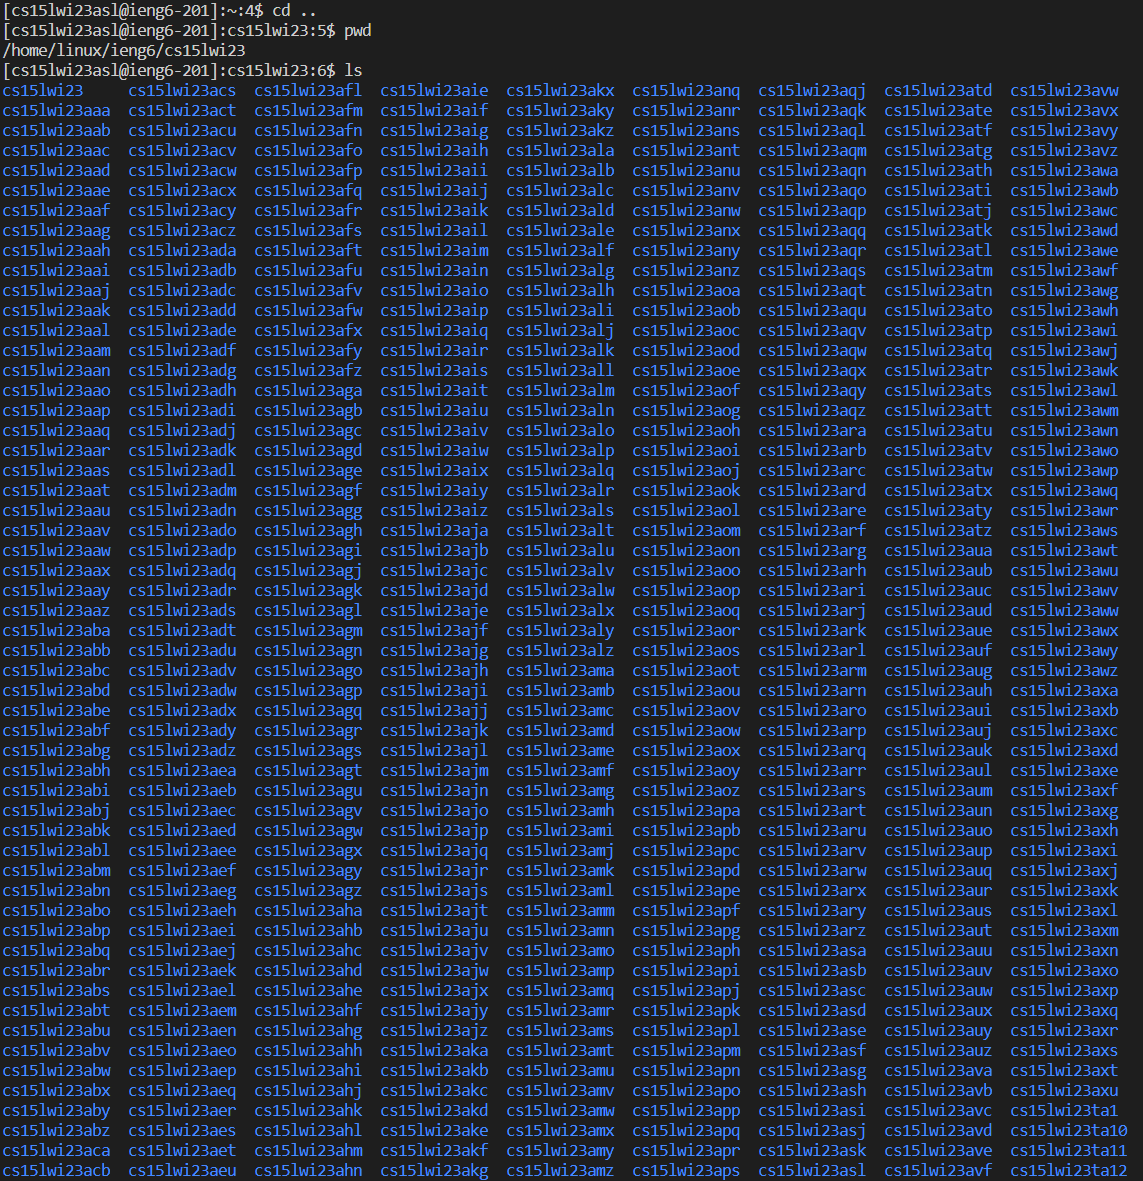 [cs15lwi23asl@ieng6-201]:~:4$ cd ..
[cs15lwi23asl@ieng6-201]:cs15lwi23:5$ pwd
/home/linux/ieng6/cs15lwi23
[cs15lwi23asl@ieng6-201]:cs15lwi23:6$ ls
cs15lwi23 cs15lwi23acs cs15lwi23afl cs15lwi23aie cs15lwi23akx cs15lwi23anq cs15lwi23aqj cs15lwi23atd cs15lwi23avw
cs15lwi23aaa cs15lwi23act cs15lwi23afm cs15lwi23aif cs15lwi23aky cs15lwi23anr cs15lwi23aqk cs15lwi23ate cs15lwi23avx
cs15lwi23aab cs15lwi23acu cs15lwi23afn cs15lwi23aig cs15lwi23akz cs15lwi23ans cs15lwi23aql cs15lwi23atf cs15lwi23avy
cs15lwi23aac cs15lwi23acv cs15lwi23afo cs15lwi23aih cs15lwi23ala cs15lwi23ant cs15lwi23aqm cs15lwi23atg cs15lwi23avz
cs15lwi23aad cs15lwi23acw cs15lwi23afp cs15lwi23aii cs15lwi23alb cs15lwi23anu cs15lwi23aqn cs15lwi23ath cs15lwi23awa
cs15lwi23aae cs15lwi23acx cs15lwi23afq cs15lwi23aij cs15lwi23alc cs15lwi23anv cs15lwi23aqo cs15lwi23ati cs15lwi23awb
cs15lwi23aaf cs15lwi23acy cs15lwi23afr cs15lwi23aik cs15lwi23ald cs15lwi23anw cs15lwi23aqp cs15lwi23atj cs15lwi23awc
cs15lwi23aag cs15lwi23acz cs15lwi23afs cs15lwi23ail cs15lwi23ale cs15lwi23anx cs15lwi23aqq cs15lwi23atk cs15lwi23awd
cs15lwi23aah cs15lwi23ada cs15lwi23aft cs15lwi23aim cs15lwi23alf cs15lwi23any cs15lwi23aqr cs15lwi23atl cs15lwi23awe
cs15lwi23aai cs15lwi23adb cs15lwi23afu cs15lwi23ain cs15lwi23alg cs15lwi23anz cs15lwi23aqs cs15lwi23atm cs15lwi23awf
cs15lwi23aaj cs15lwi23adc cs15lwi23afv cs15lwi23aio cs15lwi23alh cs15lwi23aoa cs15lwi23aqt cs15lwi23atn cs15lwi23awg
cs15lwi23aak cs15lwi23add cs15lwi23afw cs15lwi23aip cs15lwi23ali cs15lwi23aob cs15lwi23aqu cs15lwi23ato cs15lwi23awh
cs15lwi23aal cs15lwi23ade cs15lwi23afx cs15lwi23aiq cs15lwi23alj cs15lwi23aoc cs15lwi23aqv cs15lwi23atp cs15lwi23awi
cs15lwi23aam cs15lwi23adf cs15lwi23afy cs15lwi23air cs15lwi23alk cs15lwi23aod cs15lwi23aqw cs15lwi23atq cs15lwi23awj
cs15lwi23aan cs15lwi23adg cs15lwi23afz cs15lwi23ais cs15lwi23all cs15lwi23aoe cs15lwi23aqx cs15lwi23atr cs15lwi23awk
cs15lwi23aao cs15lwi23adh cs15lwi23aga cs15lwi23ait cs15lwi23alm cs15lwi23aof cs15lwi23aqy cs15lwi23ats cs15lwi23awl
cs15lwi23aap cs15lwi23adi cs15lwi23agb cs15lwi23aiu cs15lwi23aln cs15lwi23aog cs15lwi23aqz cs15lwi23att cs15lwi23awm
cs15lwi23aaq cs15lwi23adj cs15lwi23agc cs15lwi23aiv cs15lwi23alo cs15lwi23aoh cs15lwi23ara cs15lwi23atu cs15lwi23awn
cs15lwi23aar cs15lwi23adk cs15lwi23agd cs15lwi23aiw cs15lwi23alp cs15lwi23aoi cs15lwi23arb cs15lwi23atv cs15lwi23awo
cs15lwi23aas cs15lwi23adl cs15lwi23age cs15lwi23aix cs15lwi23alq cs15lwi23aoj cs15lwi23arc cs15lwi23atw cs15lwi23awp
cs15lwi23aat cs15lwi23adm cs15lwi23agf cs15lwi23aiy cs15lwi23alr cs15lwi23aok cs15lwi23ard cs15lwi23atx cs15lwi23awq
cs15lwi23aau cs15lwi23adn cs15lwi23agg cs15lwi23aiz cs15lwi23als cs15lwi23aol cs15lwi23are cs15lwi23aty cs15lwi23awr
cs15lwi23aav cs15lwi23ado cs15lwi23agh cs15lwi23aja cs15lwi23alt cs15lwi23aom cs15lwi23arf cs15lwi23atz cs15lwi23aws
cs15lwi23aaw cs15lwi23adp cs15lwi23agi cs15lwi23ajb cs15lwi23alu cs15lwi23aon cs15lwi23arg cs15lwi23aua cs15lwi23awt
cs15lwi23aax cs15lwi23adq cs15lwi23agj cs15lwi23ajc cs15lwi23alv cs15lwi23aoo cs15lwi23arh cs15lwi23aub cs15lwi23awu
cs15lwi23aay cs15lwi23adr cs15lwi23agk cs15lwi23ajd cs15lwi23alw cs15lwi23aop cs15lwi23ari cs15lwi23auc cs15lwi23awv
cs15lwi23aaz cs15lwi23ads cs15lwi23agl cs15lwi23aje cs15lwi23alx cs15lwi23aoq cs15lwi23arj cs15lwi23aud cs15lwi23aww
cs15lwi23aba cs15lwi23adt cs15lwi23agm cs15lwi23ajf cs15lwi23aly cs15lwi23aor cs15lwi23ark cs15lwi23aue cs15lwi23awx
cs15lwi23abb cs15lwi23adu cs15lwi23agn cs15lwi23ajg cs15lwi23alz cs15lwi23aos cs15lwi23arl cs15lwi23auf cs15lwi23awy
cs15lwi23abc cs15lwi23adv cs15lwi23ago cs15lwi23ajh cs15lwi23ama cs15lwi23aot cs15lwi23arm cs15lwi23aug cs15lwi23awz
cs15lwi23abd cs15lwi23adw cs15lwi23agp cs15lwi23aji cs15lwi23amb cs15lwi23aou cs15lwi23arn cs15lwi23auh cs15lwi23axa
cs15lwi23abe cs15lwi23adx cs15lwi23agq cs15lwi23ajj cs15lwi23amc cs15lwi23aov cs15lwi23aro cs15lwi23aui cs15lwi23axb
cs15lwi23abf cs15lwi23ady cs15lwi23agr cs15lwi23ajk cs15lwi23amd cs15lwi23aow cs15lwi23arp cs15lwi23auj cs15lwi23axc
cs15lwi23abg cs15lwi23adz cs15lwi23ags cs15lwi23ajl cs15lwi23ame cs15lwi23aox cs15lwi23arq cs15lwi23auk cs15lwi23axd
cs15lwi23abh cs15lwi23aea cs15lwi23agt cs15lwi23ajm cs15lwi23amf cs15lwi23aoy cs15lwi23arr cs15lwi23aul cs15lwi23axe
cs15lwi23abi cs15lwi23aeb cs15lwi23agu cs15lwi23ajn cs15lwi23amg cs15lwi23aoz cs15lwi23ars cs15lwi23aum cs15lwi23axf
cs15lwi23abj cs15lwi23aec cs15lwi23agv cs15lwi23ajo cs15lwi23amh cs15lwi23apa cs15lwi23art cs15lwi23aun cs15lwi23axg
cs15lwi23abk cs15lwi23aed cs15lwi23agw cs15lwi23ajp cs15lwi23ami cs15lwi23apb cs15lwi23aru cs15lwi23auo cs15lwi23axh
cs15lwi23abl cs15lwi23aee cs15lwi23agx cs15lwi23ajq cs15lwi23amj cs15lwi23apc cs15lwi23arv cs15lwi23aup cs15lwi23axi
cs15lwi23abm cs15lwi23aef cs15lwi23agy cs15lwi23ajr cs15lwi23amk cs15lwi23apd cs15lwi23arw cs15lwi23auq cs15lwi23axj
cs15lwi23abn cs15lwi23aeg cs15lwi23agz cs15lwi23ajs cs15lwi23aml cs15lwi23ape cs15lwi23arx cs15lwi23aur cs15lwi23axk
cs15lwi23abo cs15lwi23aeh cs15lwi23aha cs15lwi23ajt cs15lwi23amm cs15lwi23apf cs15lwi23ary cs15lwi23aus cs15lwi23axl
cs15lwi23abp cs15lwi23aei cs15lwi23ahb cs15lwi23aju cs15lwi23amn cs15lwi23apg cs15lwi23arz cs15lwi23aut cs15lwi23axm
cs15lwi23abq cs15lwi23aej cs15lwi23ahc cs15lwi23ajv cs15lwi23amo cs15lwi23aph cs15lwi23asa cs15lwi23auu cs15lwi23axn
cs15lwi23abr cs15lwi23aek cs15lwi23ahd cs15lwi23ajw cs15lwi23amp cs15lwi23api cs15lwi23asb cs15lwi23auv cs15lwi23axo
cs15lwi23abs cs15lwi23ael cs15lwi23ahe cs15lwi23ajx cs15lwi23amq cs15lwi23apj cs15lwi23asc cs15lwi23auw cs15lwi23axp
cs15lwi23abt cs15lwi23aem cs15lwi23ahf cs15lwi23ajy cs15lwi23amr cs15lwi23apk cs15lwi23asd cs15lwi23aux cs15lwi23axq
cs15lwi23abu cs15lwi23aen cs15lwi23ahg cs15lwi23ajz cs15lwi23ams cs15lwi23apl cs15lwi23ase cs15lwi23auy cs15lwi23axr
cs15lwi23abv cs15lwi23aeo cs15lwi23ahh cs15lwi23aka cs15lwi23amt cs15lwi23apm cs15lwi23asf cs15lwi23auz cs15lwi23axs
cs15lwi23abw cs15lwi23aep cs15lwi23ahi cs15lwi23akb cs15lwi23amu cs15lwi23apn cs15lwi23asg cs15lwi23ava cs15lwi23axt
cs15lwi23abx cs15lwi23aeq cs15lwi23ahj cs15lwi23akc cs15lwi23amv cs15lwi23apo cs15lwi23ash cs15lwi23avb cs15lwi23axu
cs15lwi23aby cs15lwi23aer cs15lwi23ahk cs15lwi23akd cs15lwi23amw cs15lwi23app cs15lwi23asi cs15lwi23avc cs15lwi23ta1
cs15lwi23abz cs15lwi23aes cs15lwi23ahl cs15lwi23ake cs15lwi23amx cs15lwi23apq cs15lwi23asj cs15lwi23avd cs15lwi23ta10
cs15lwi23aca cs15lwi23aet cs15lwi23ahm cs15lwi23akf cs15lwi23amy cs15lwi23apr cs15lwi23ask cs15lwi23ave cs15lwi23ta11
cs15lwi23acb cs15lwi23aeu cs15lwi23ahn cs15lwi23akg cs15lwi23amz cs15lwi23aps cs15lwi23asl cs15lwi23avf cs15lwi23ta12